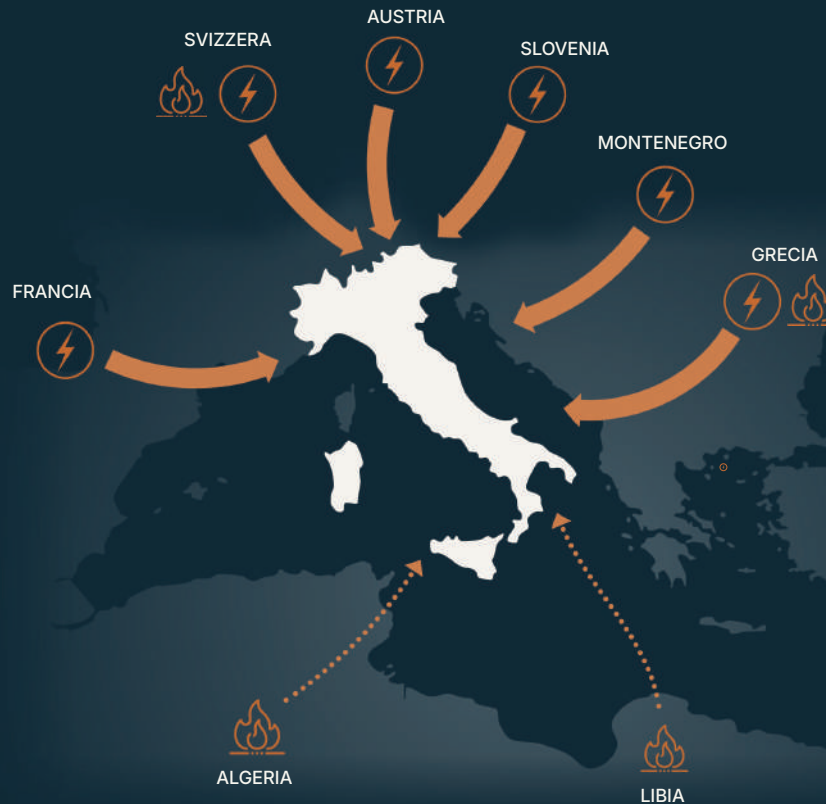 AUSTRIA
SVIZZERA
SLOVENIA
MONTENEGRO
GRECIA
FRANCIA
ALGERIA
LIBIA